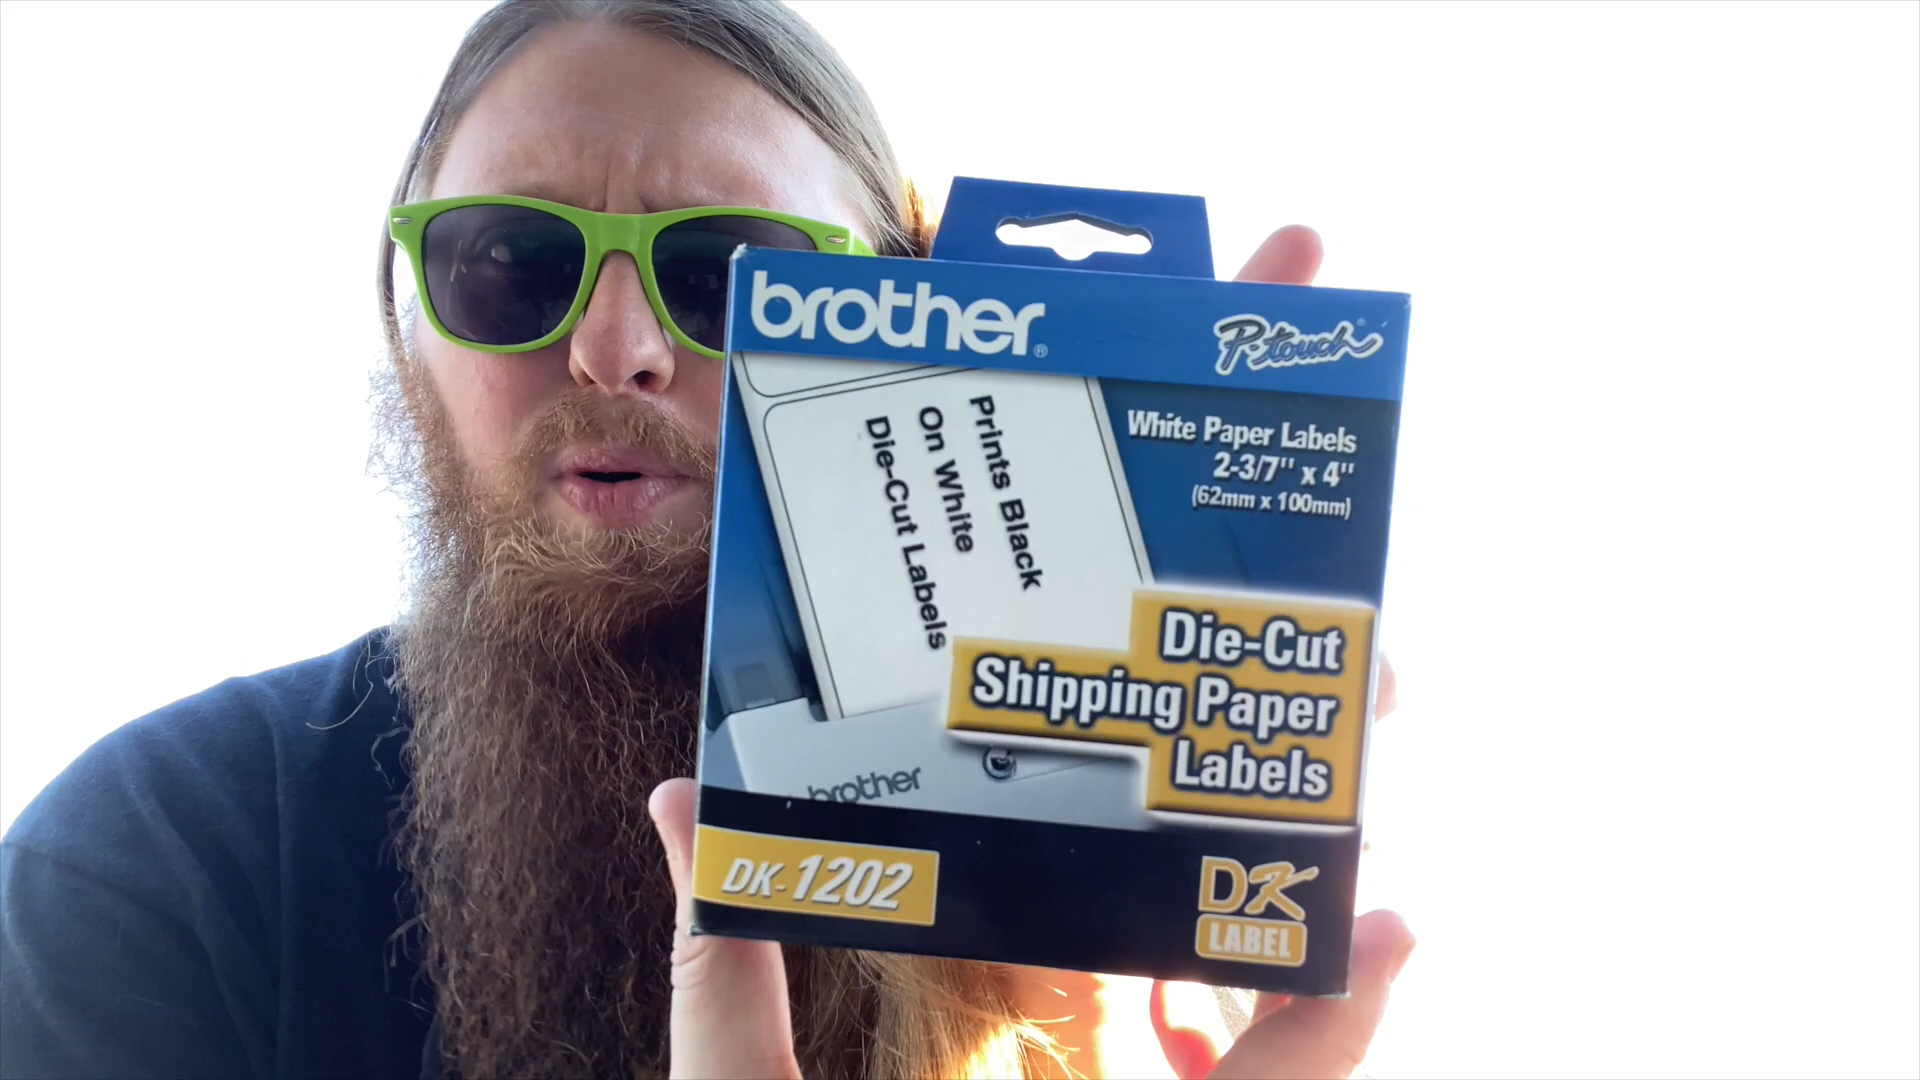 brother®
P-touch®
White Paper Labels
2-3/7" x 4"
(62mm x 100mm)
Prints Black
On White
Die-Cut Labels
Die-Cut
Shipping Paper
Labels
brother
DK-1202
DK
LABEL